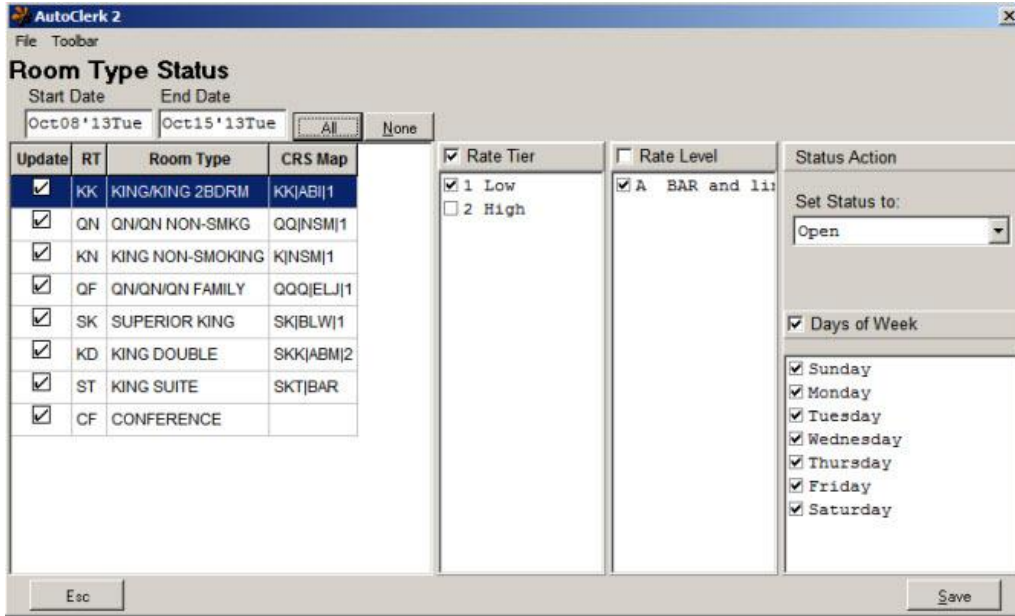 AutoClerk 2
File Toolbar
Room Type Status
Start Date End Date
Oct08'13Tue Oct15'13Tue All None
Update RT Room Type CRS Map
KK KING/KING 2BDRM KK|ABI|1
QN QN/QN NON-SMKG QQ|NSM|1
KN KING NON-SMOKING K|NSM|1
QF QN/QN/QN FAMILY QQQ|ELJ|1
SK SUPERIOR KING SK|BLW|1
KD KING DOUBLE SKK|ABM|2
ST KING SUITE SKT|BAR
CF CONFERENCE
Rate Tier
1 Low
2 High
Rate Level
A BAR and
Status Action
Set Status to:
Open
Days of Week
Sunday
Monday
Tuesday
Wednesday
Thursday
Friday
Saturday
Esc Save